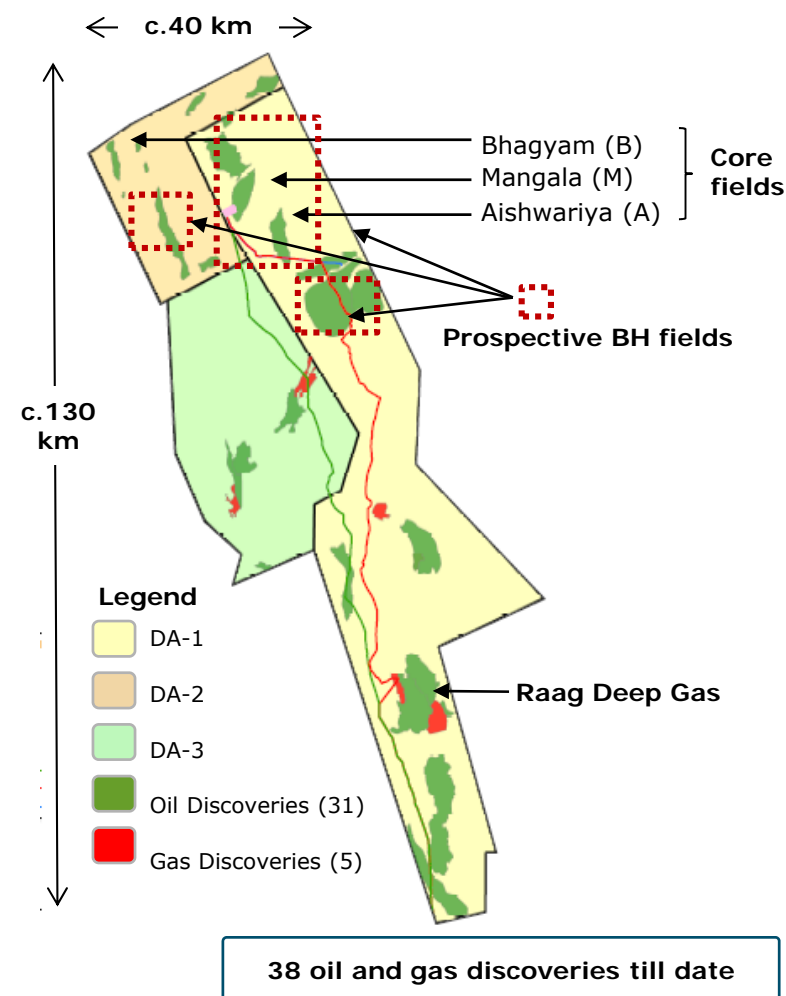 c.40 km
Bhagyam (B)
Mangala (M)
Aishwariya (A)
Core
fields
Prospective BH fields
c.130
km
Legend
DA-1
DA-2
DA-3
Oil Discoveries (31)
Gas Discoveries (5)
Raag Deep Gas
38 oil and gas discoveries till date